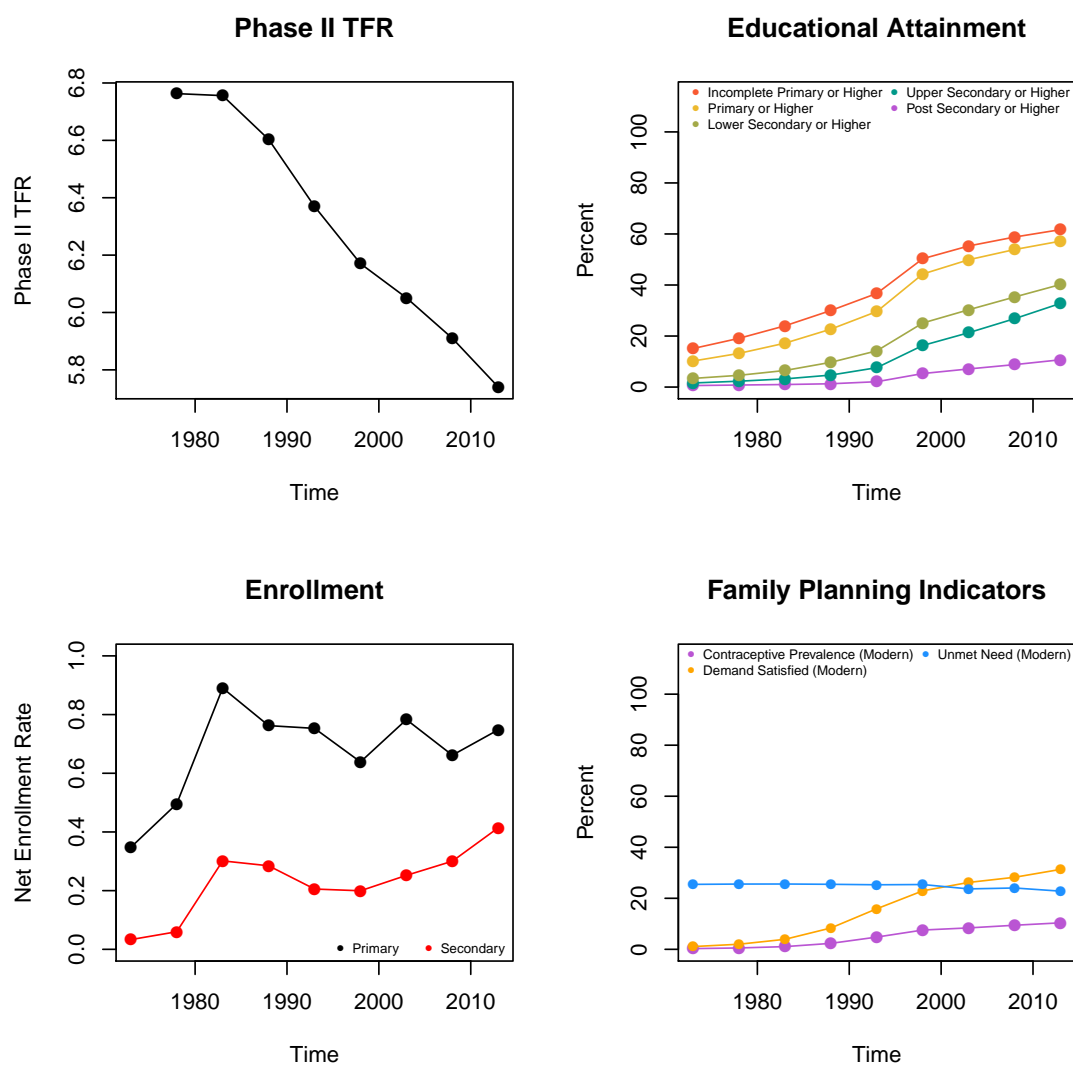 Phase II TFR
Phase II TFR
6.8
6.6
6.4
6.2
6.0
5.8
1980 1990 2000 2010
Time
Educational Attainment
Incomplete Primary or Higher Upper Secondary or Higher
Primary or Higher Post Secondary or Higher
Lower Secondary or Higher
Percent
100
80
60
40
20
0
1980 1990 2000 2010
Time
Enrollment
Net Enrollment Rate
1.0
0.8
0.6
0.4
0.2
0.0
Primary Secondary
1980 1990 2000 2010
Time
Family Planning Indicators
Contraceptive Prevalence (Modern) Unmet Need (Modern)
Demand Satisfied (Modern)
Percent
100
80
60
40
20
0
1980 1990 2000 2010
Time